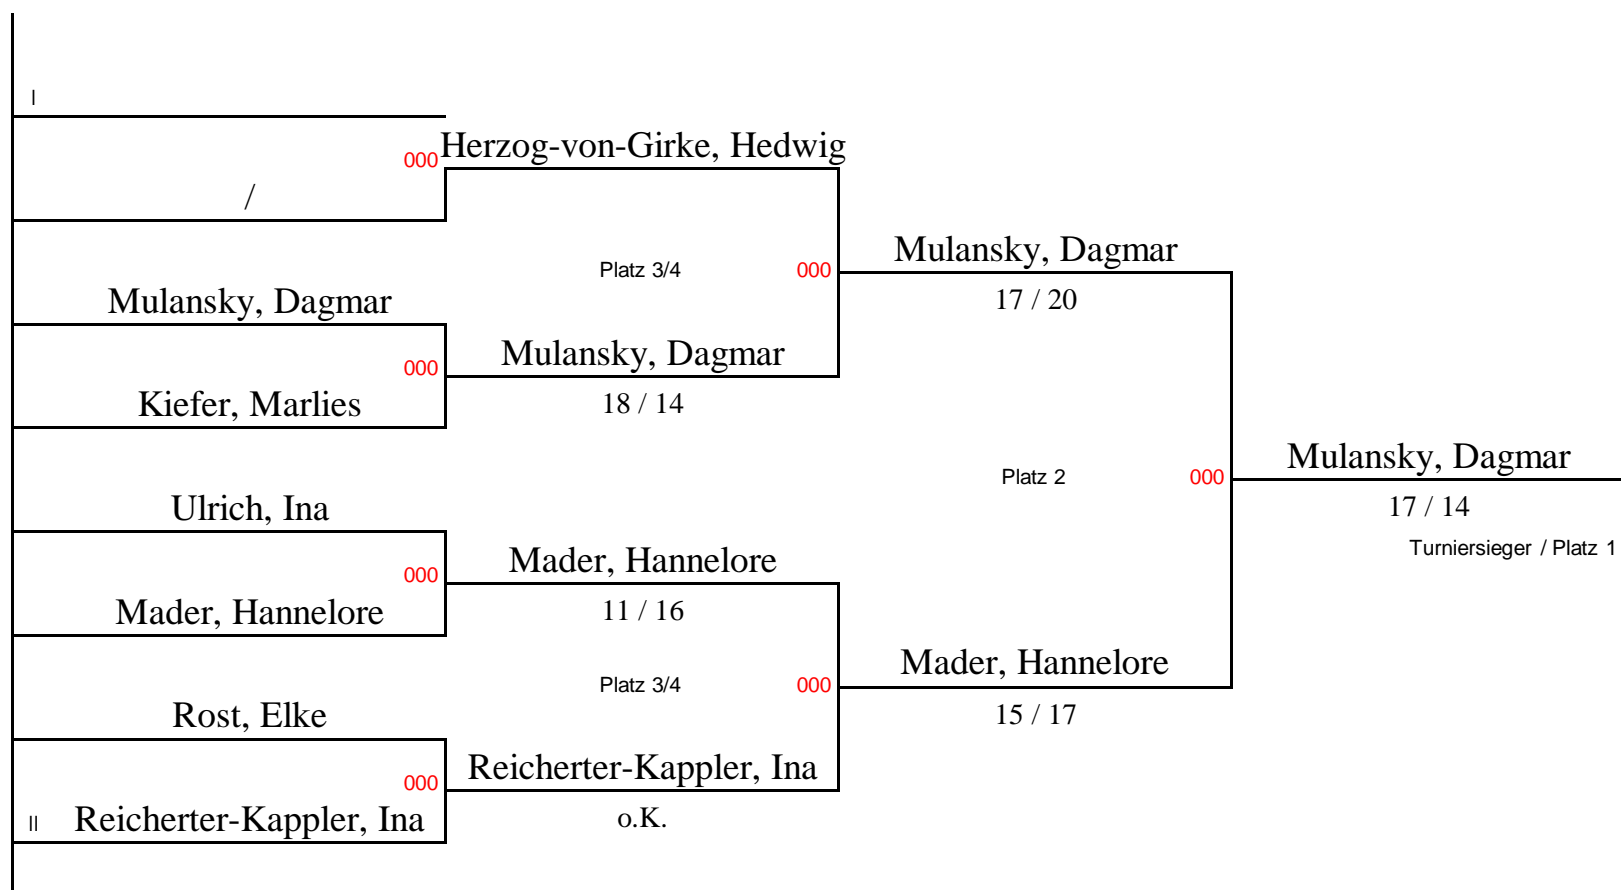 I
000 Herzog-von-Girke, Hedwig
/
Mulansky, Dagmar
Platz 3/4 000
17 / 20
Mulansky, Dagmar
000 Mulansky, Dagmar
Kiefer, Marlies
18 / 14
Mulansky, Dagmar
Platz 2 000
17 / 14
Ulrich, Ina
Turniersieger / Platz 1
000 Mader, Hannelore
Mader, Hannelore
11 / 16
Mader, Hannelore
Platz 3/4 000
15 / 17
Rost, Elke
000 Reicherter-Kappler, Ina
II Reicherter-Kappler, Ina
o.K.